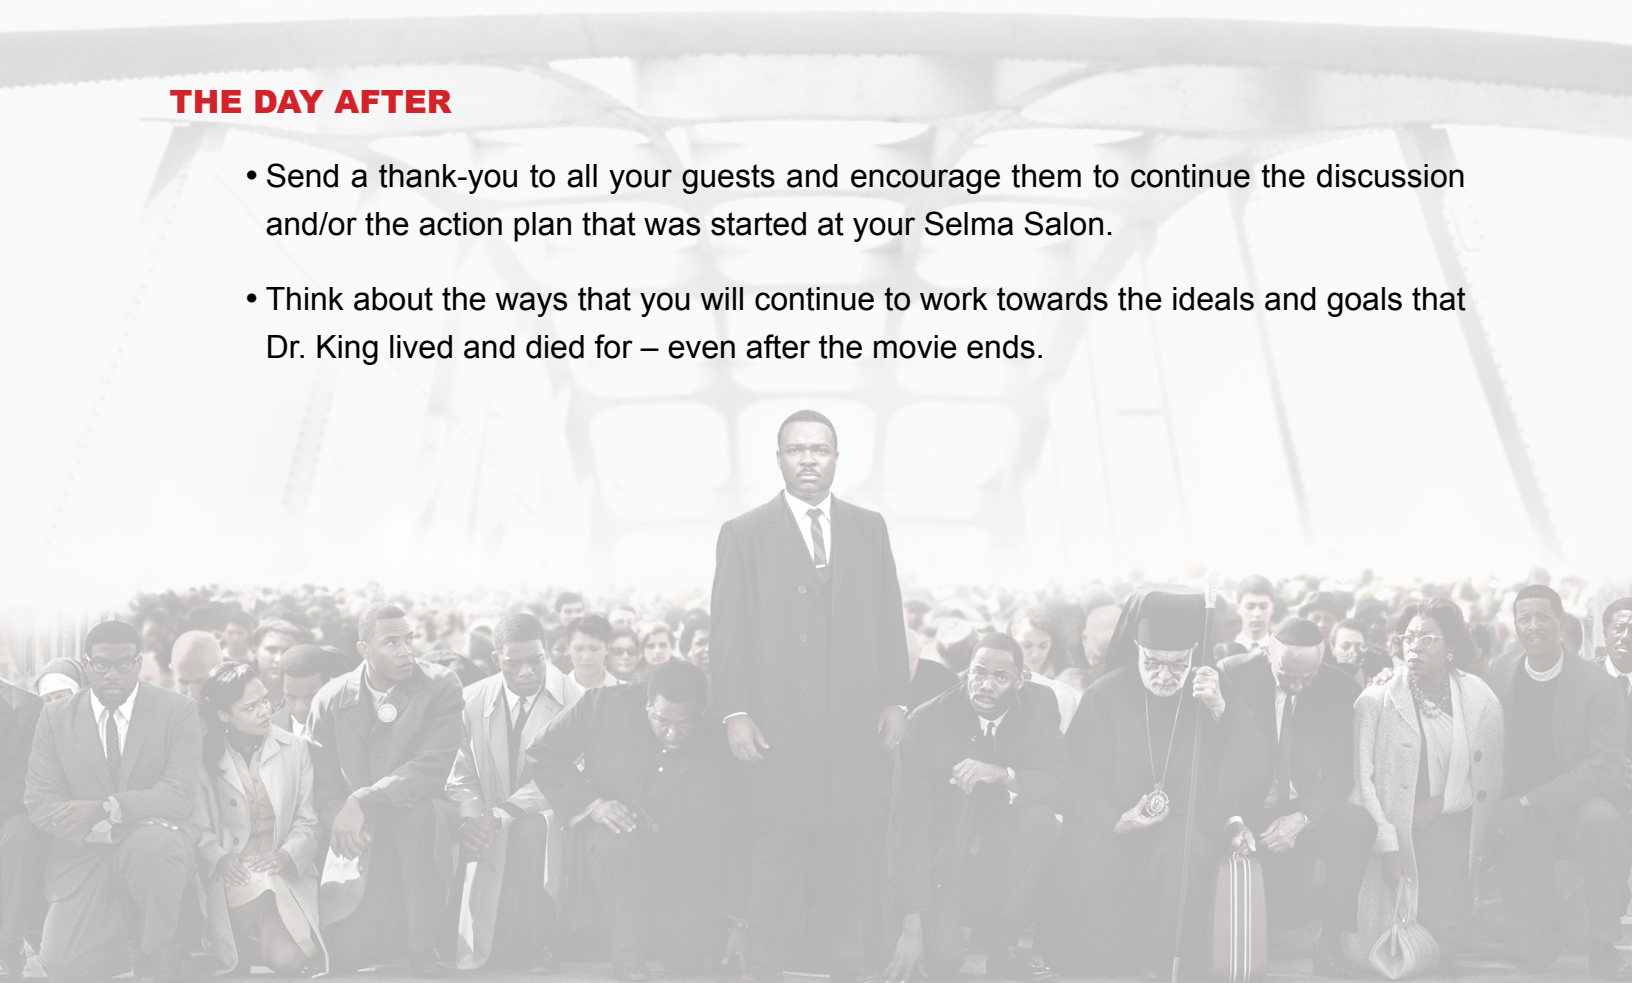 THE DAY AFTER
• Send a thank-you to all your guests and encourage them to continue the discussion
and/or the action plan that was started at your Selma Salon.
• Think about the ways that you will continue to work towards the ideals and goals that
Dr. King lived and died for – even after the movie ends.